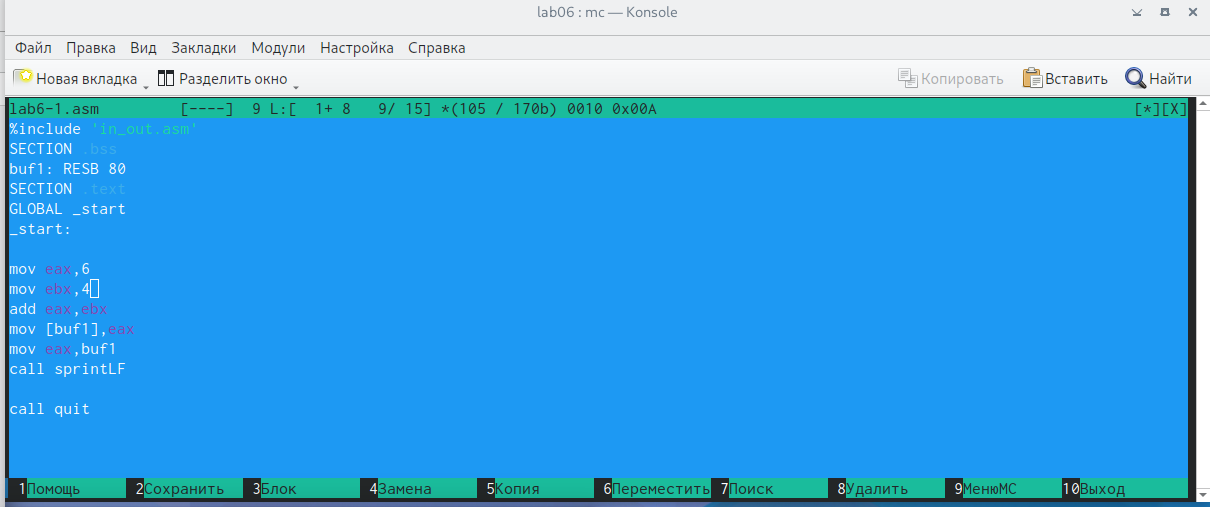 lab06 : mc — Konsole
Файл Правка Вид Закладки Модули Настройка Справка
Новая вкладка Разделить окно Копировать Вставить Найти
lab6-1.asm [----] 9 L:[ 1+ 8 9/ 15] *(105 / 170b) 0010 0x00A [*][X]
%include 'in_out.asm'
SECTION .bss
buf1: RESB 80
SECTION .text
GLOBAL _start
_start:
mov eax,6
mov ebx,4
add eax,ebx
mov [buf1],eax
mov eax,buf1
call sprintLF
call quit
1Помощь 2Сохранить 3Блок 4Замена 5Копия 6Переместить 7Поиск 8Удалить 9МенюМС 10Выход